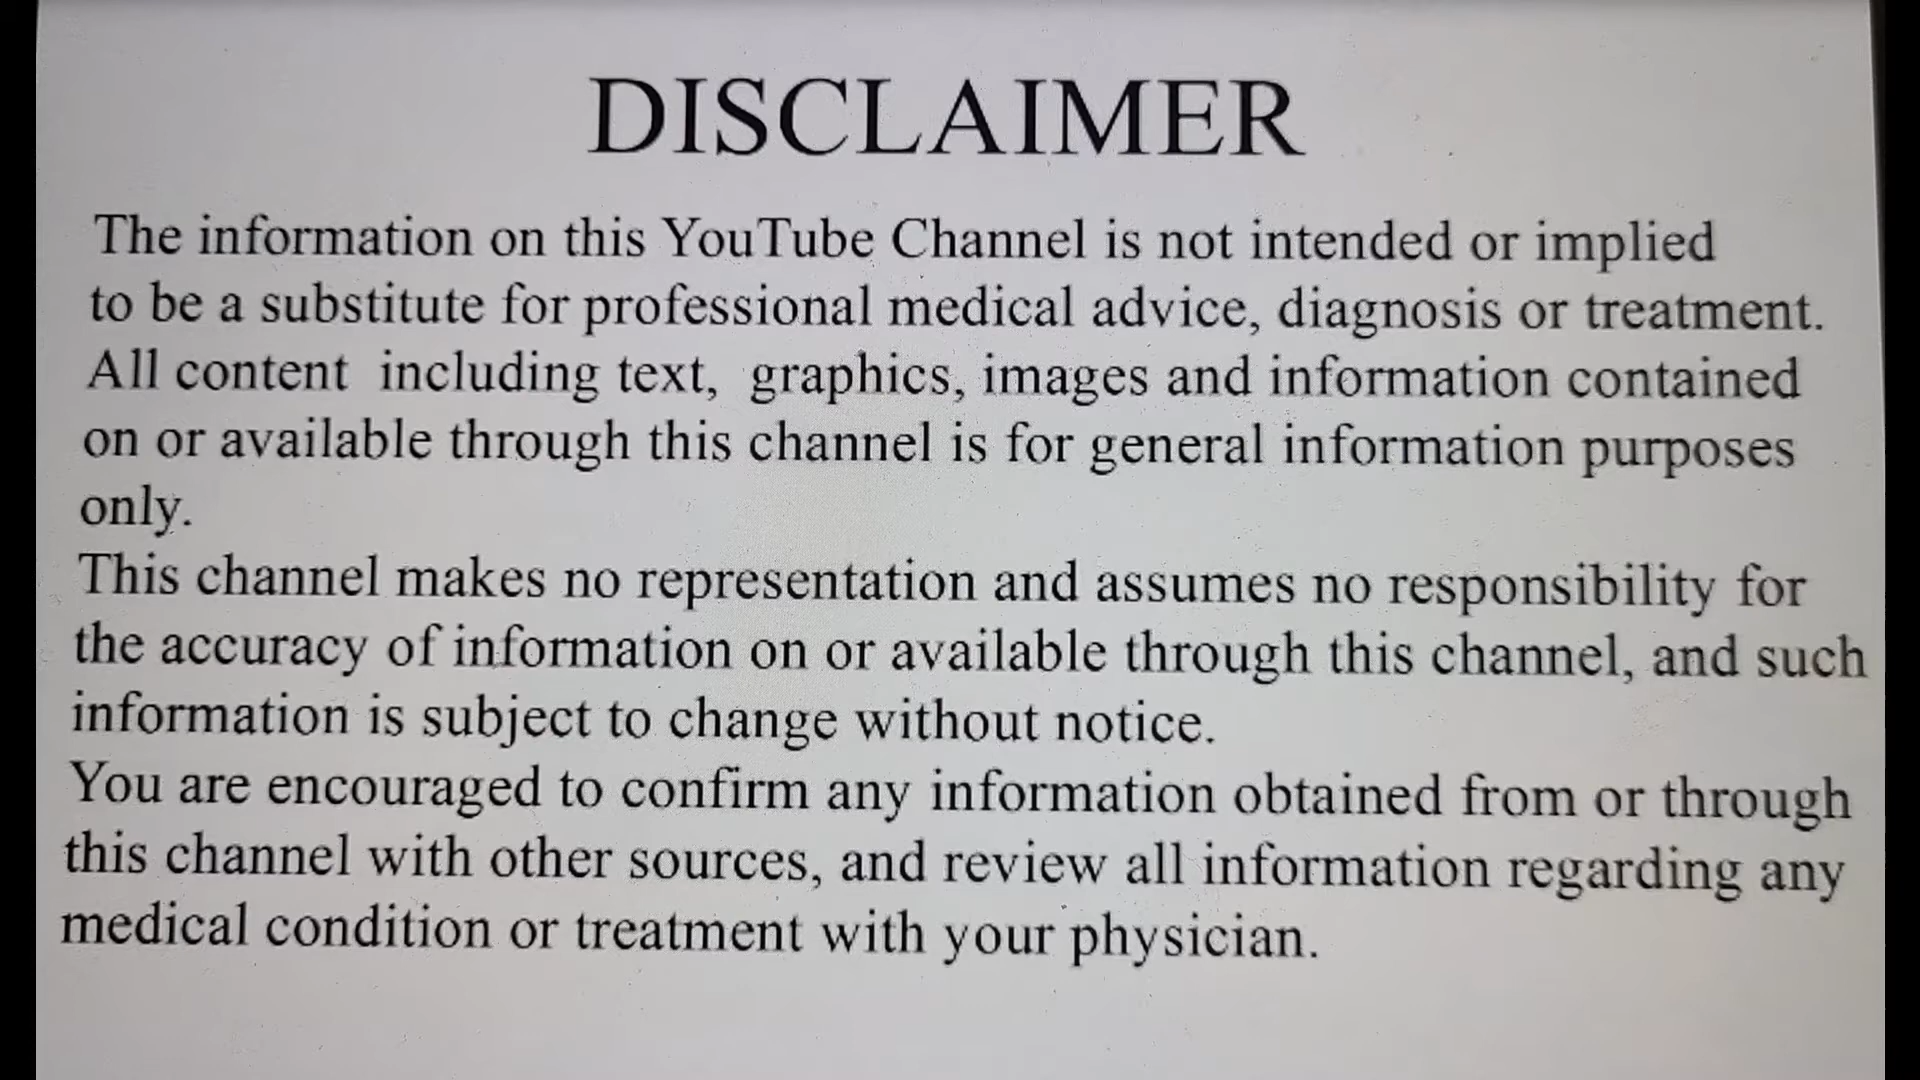 DISCLAIMER
The information on this YouTube Channel is not intended or implied
to be a substitute for professional medical advice, diagnosis or treatment.
All content including text, graphics, images and information contained
on or available through this channel is for general information purposes
only.
This channel makes no representation and assumes no responsibility for
the accuracy of information on or available through this channel, and such
information is subject to change without notice.
You are encouraged to confirm any information obtained from or through
this channel with other sources, and review all information regarding any
medical condition or treatment with your physician.